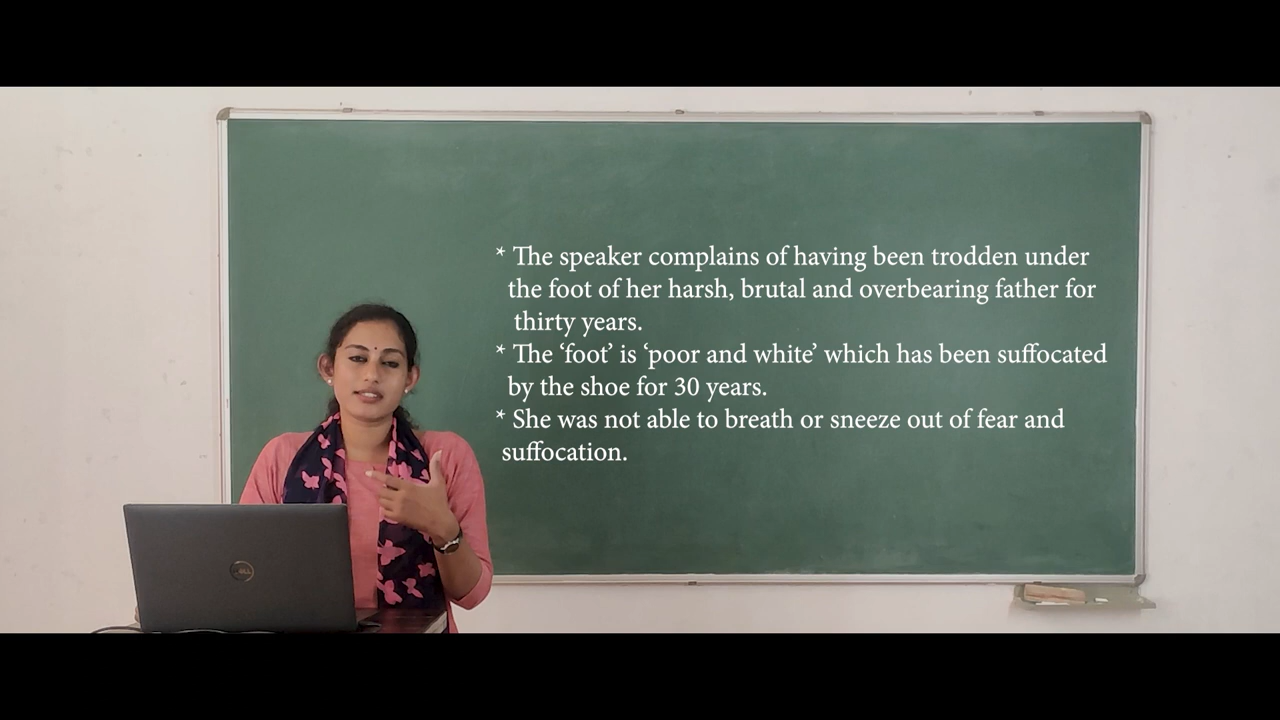 * The speaker complains of having been trodden under
the foot of her harsh, brutal and overbearing father for
thirty years.
* The ‘foot’ is ‘poor and white’ which has been suffocated
by the shoe for 30 years.
* She was not able to breath or sneeze out of fear and
suffocation.
DELL